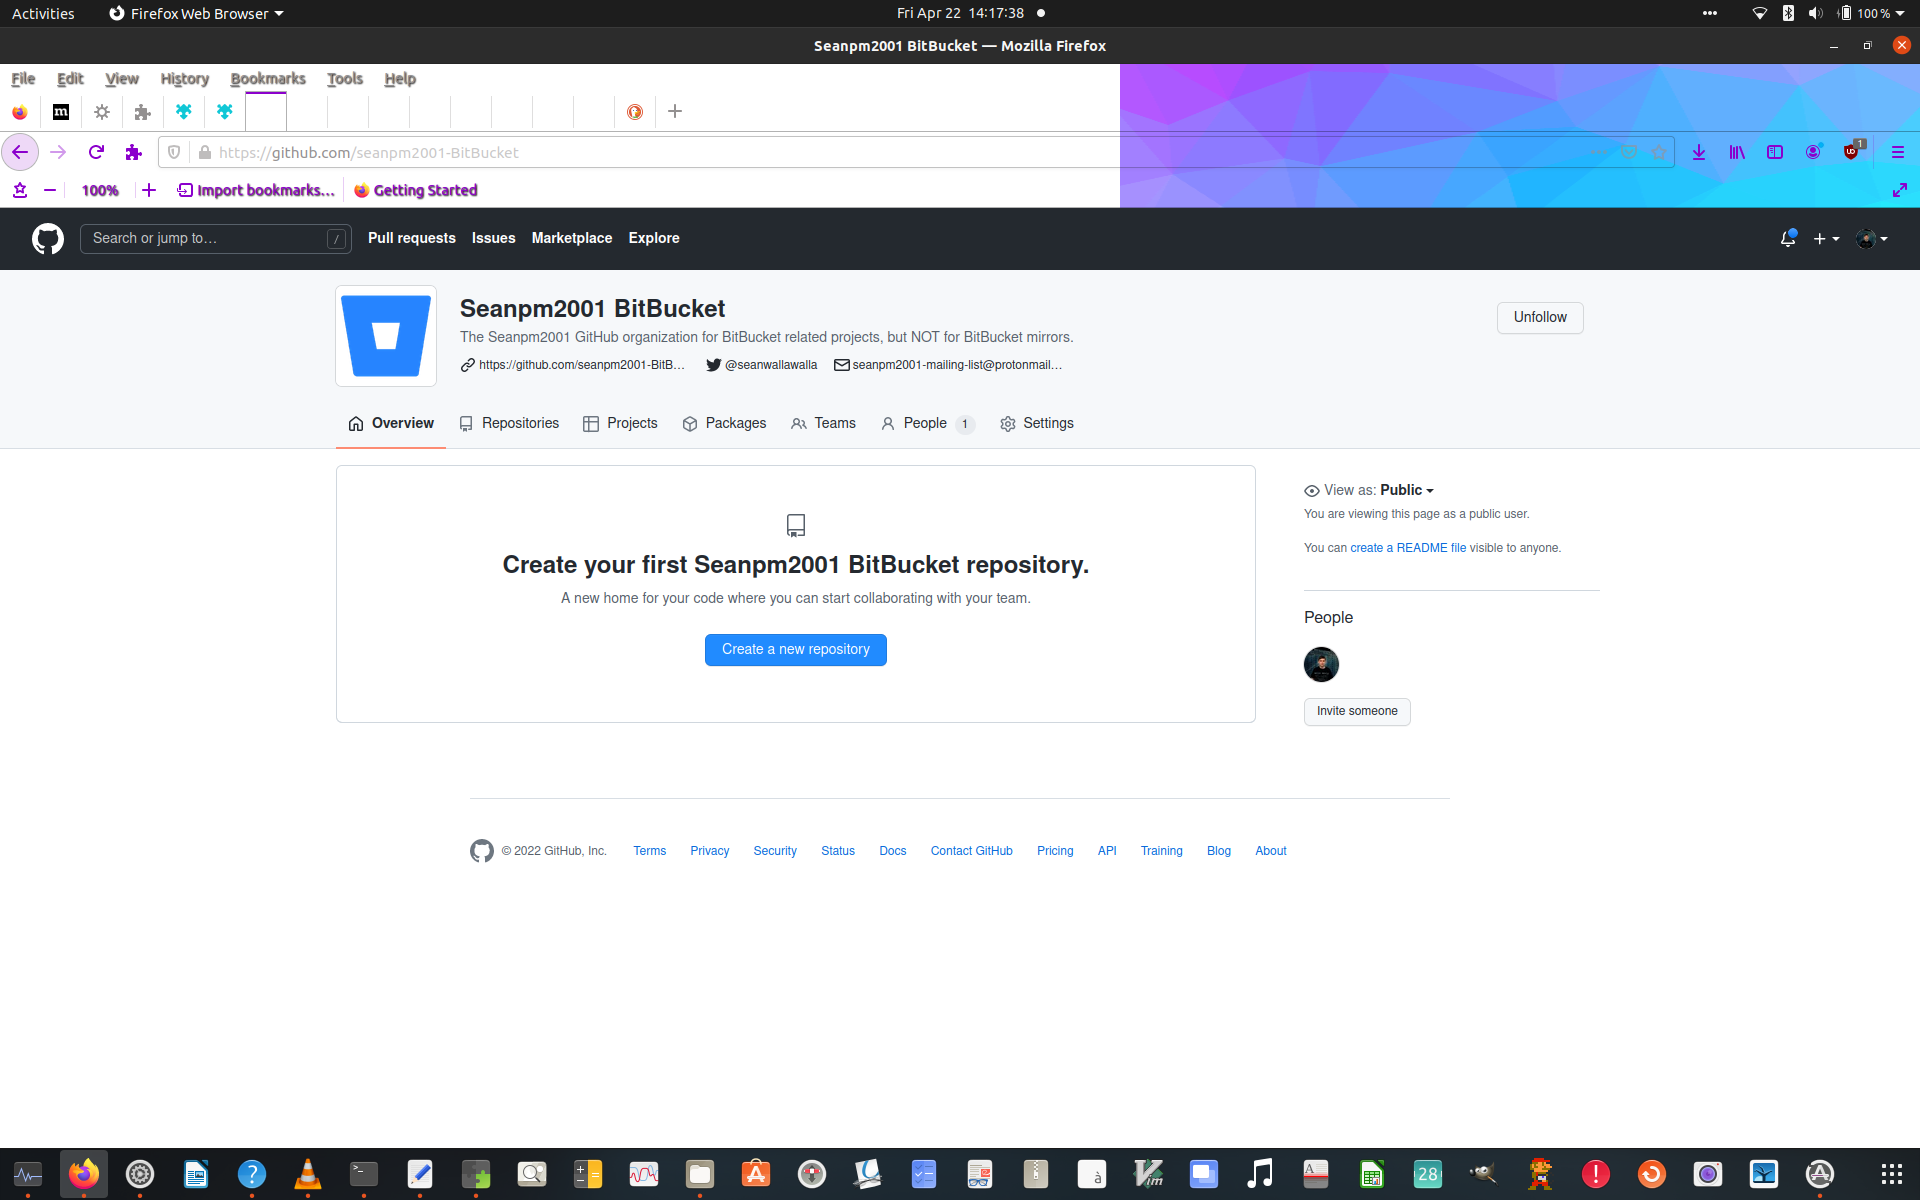 Activities Firefox Web Browser Fri Apr 22 14:17:38 100 %
Seanpm2001 BitBucket — Mozilla Firefox
File Edit View History Bookmarks Tools Help
m
https://github.com/seanpm2001-BitBucket 1
100% Import bookmarks... Getting Started
Search or jump to… / Pull requests Issues Marketplace Explore
Seanpm2001 BitBucket
Unfollow
The Seanpm2001 GitHub organization for BitBucket related projects, but NOT for BitBucket mirrors.
https://github.com/seanpm2001-BitB… @seanwallawalla seanpm2001-mailing-list@protonmail…
Overview Repositories Projects Packages Teams People 1 Settings
View as: Public
You are viewing this page as a public user.
You can create a README file visible to anyone.
Create your first Seanpm2001 BitBucket repository.
A new home for your code where you can start collaborating with your team.
Create a new repository
People
Invite someone
© 2022 GitHub, Inc. Terms Privacy Security Status Docs Contact GitHub Pricing API Training Blog About
28